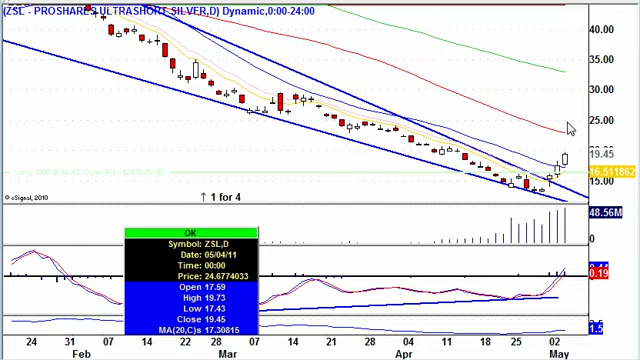 (ZSL - PROSHARES ULTRASHORT SILVER,D) Dynamic,0:00-24:00
40.00
35.00
30.00
25.00
19.45
16.511862
15.00
© eSignal, 2010
↑ 1 for 4
48.56M
0
OK
Symbol: ZSL,D
Date: 05/04/11
Time: 00:00
Price: 24.6774033
Open 17.59
High 19.73
Low 17.43
Close 19.45
MA(20,C)s 17.30815
0.19
1.5
24 31 07 14 22 Mar 07 14 21 28 Apr 11 18 25 02
Feb May